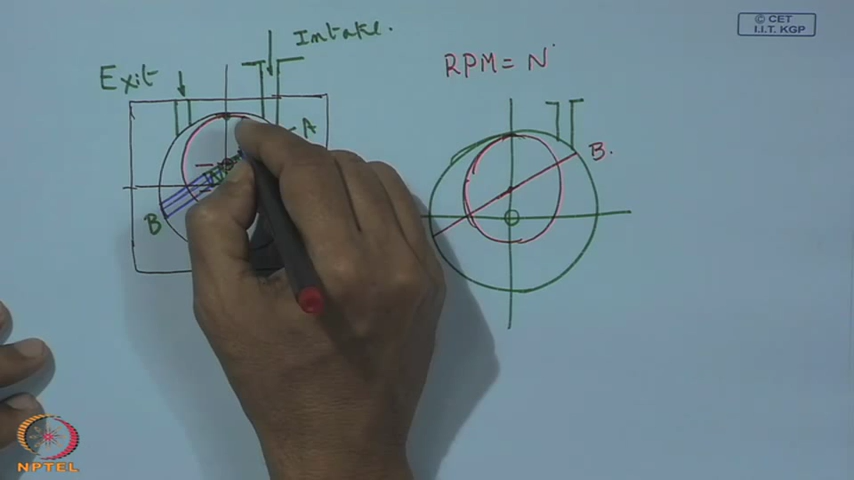 Intake.
© CET
I.I.T. KGP
Exit
RPM = N
A
B
B.
NPTEL